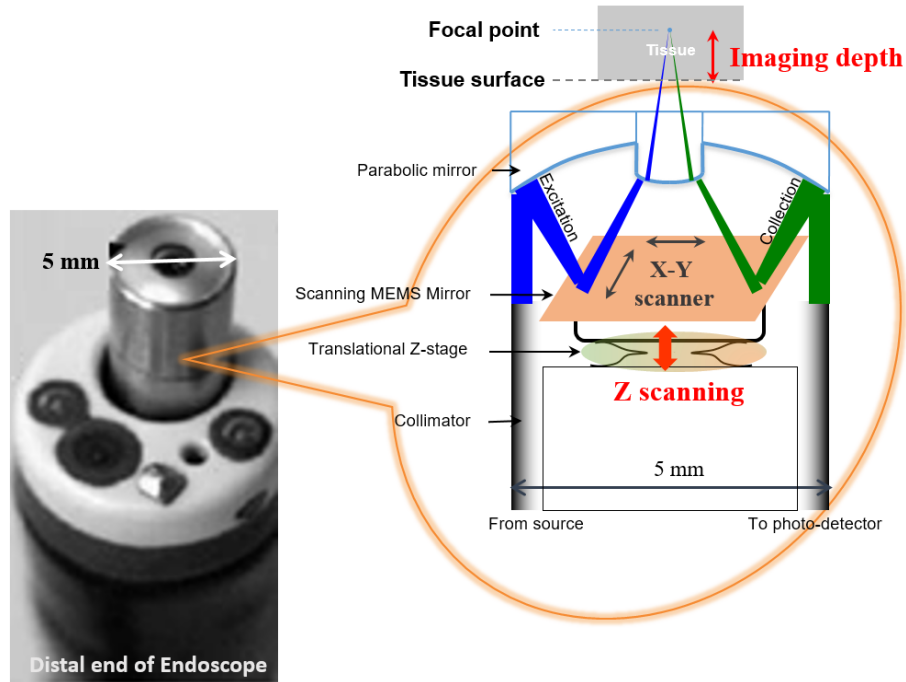 Focal point
Tissue
Imaging depth
Tissue surface
Parabolic mirror
Excitation
Collection
5 mm
X-Y
scanner
Scanning MEMS Mirror
Translational Z-stage
Z scanning
Collimator
5 mm
From source
To photo-detector
Distal end of Endoscope